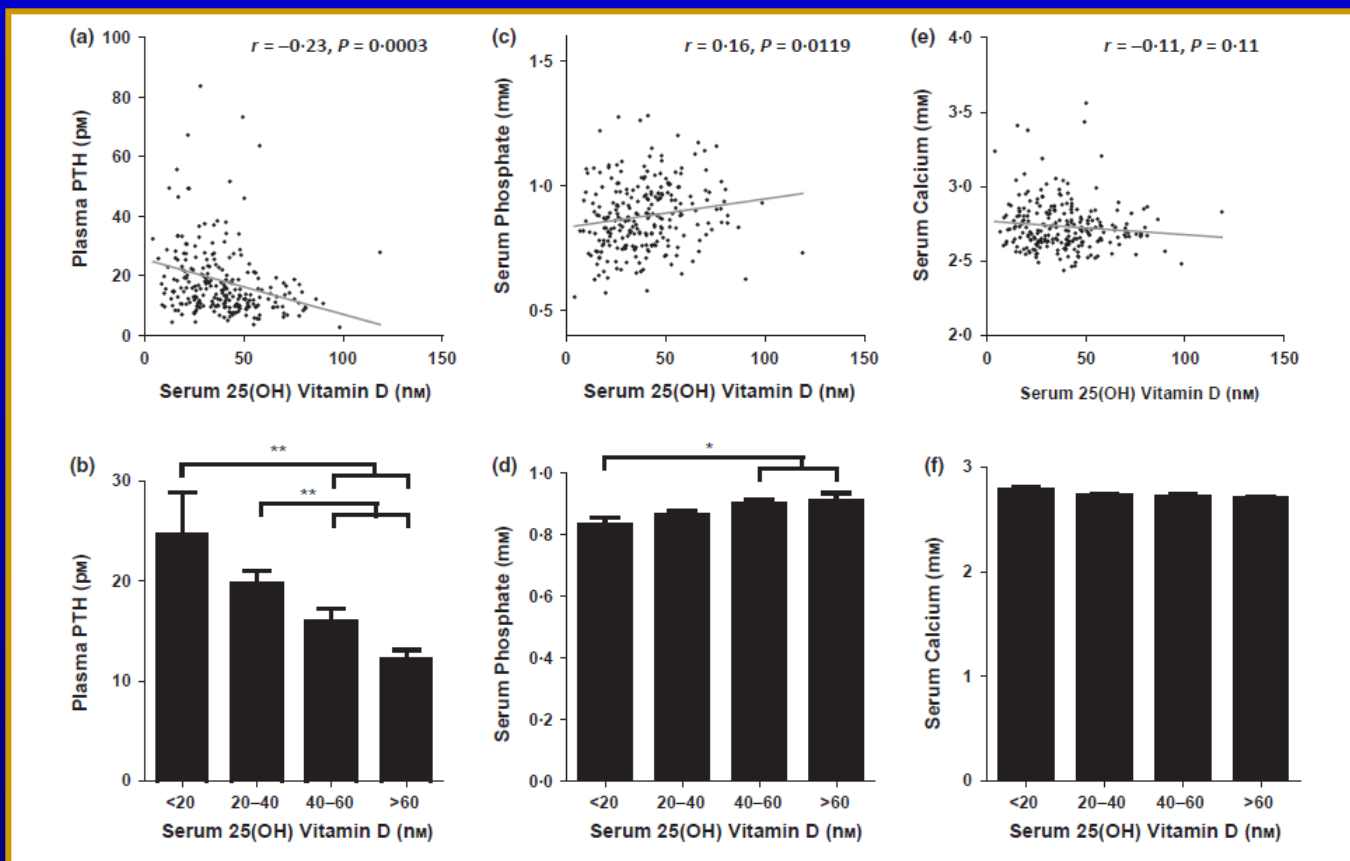 (a)
r = –0·23, P = 0·0003
Plasma PTH (pM)
100
80
60
40
20
0
0 50 100 150
Serum 25(OH) Vitamin D (nM)
(c)
r = 0·16, P = 0·0119
Serum Phosphate (mM)
1·5
1·0
0·5
0 50 100 150
Serum 25(OH) Vitamin D (nM)
(e)
r = –0·11, P = 0·11
Serum Calcium (mM)
4·0
3·5
3·0
2·5
2·0
0 50 100 150
Serum 25(OH) Vitamin D (nM)
(b)
**
**
Plasma PTH (pM)
30
20
10
0
<20 20–40 40–60 >60
Serum 25(OH) Vitamin D (nM)
(d)
*
Serum Phosphate (mM)
1·0
0·8
0·6
0·4
0·2
0·0
<20 20–40 40–60 >60
Serum 25(OH) Vitamin D (nM)
(f)
Serum Calcium (mM)
3
2
1
0
<20 20–40 40–60 >60
Serum 25(OH) Vitamin D (nM)